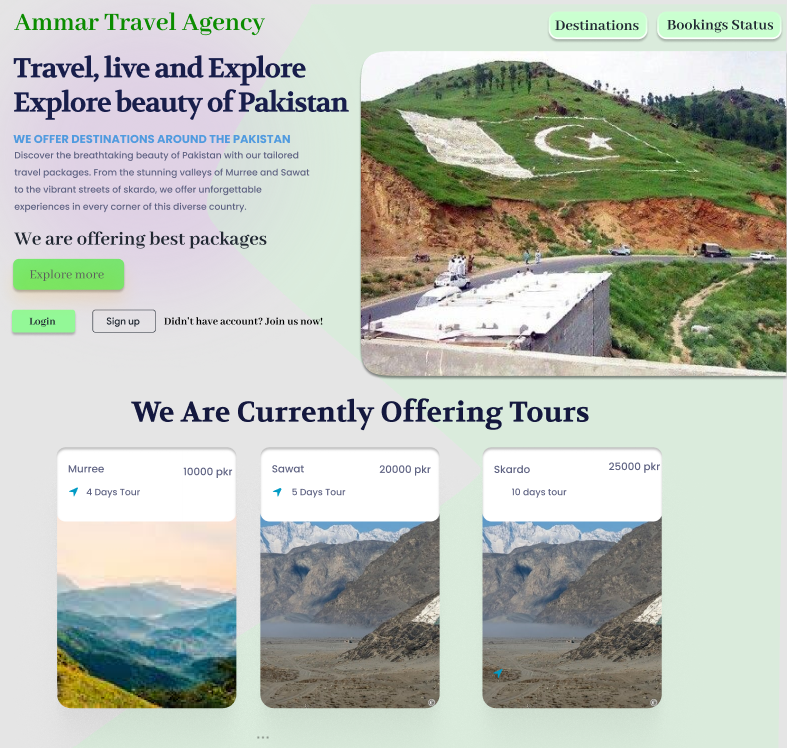 Ammar Travel Agency
Destinations
Bookings Status
Travel, live and Explore
Explore beauty of Pakistan
WE OFFER DESTINATIONS AROUND THE PAKISTAN
Discover the breathtaking beauty of Pakistan with our tailored
travel packages. From the stunning valleys of Murree and Sawat
to the vibrant streets of skardo, we offer unforgettable
experiences in every corner of this diverse country.
We are offering best packages
Explore more
Login
Sign up
Didn't have account? Join us now!
We Are Currently Offering Tours
Murree
10000 pkr
4 Days Tour
Sawat
20000 pkr
5 Days Tour
Skardo
25000 pkr
10 days tour
©
©
...